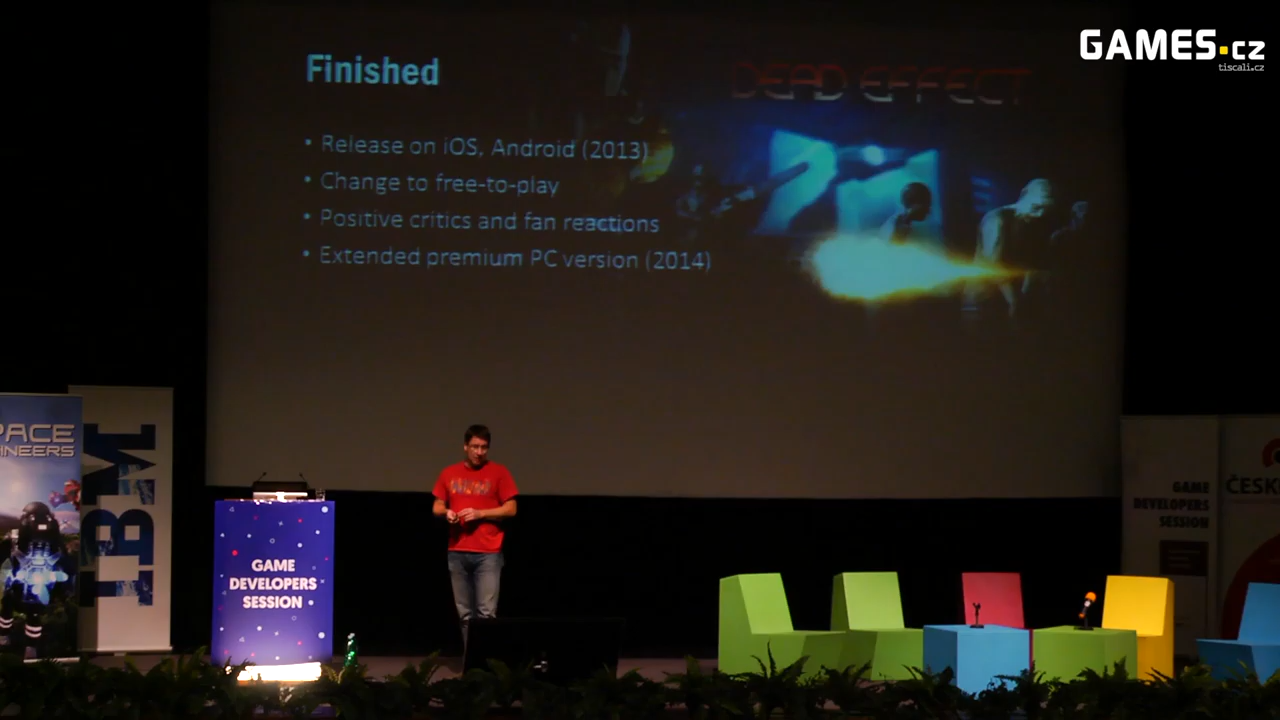 GAMES.cz
tiscali.cz
Finished
DEAD EFFECT
• Release on iOS, Android (2013)
• Change to free-to-play
• Positive critics and fan reactions
• Extended premium PC version (2014)
PACE
INEERS
IBM
GAME
DEVELOPERS
SESSION
GAME
DEVELOPERS
SESSION
ČESK